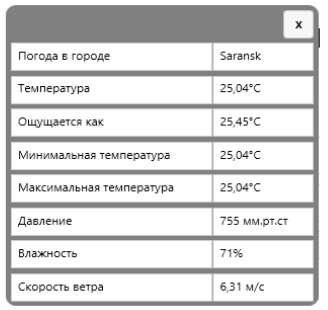 x
Погода в городе Saransk
Температура 25,04°C
Ощущается как 25,45°C
Минимальная температура 25,04°C
Максимальная температура 25,04°C
Давление 755 мм.рт.ст
Влажность 71%
Скорость ветра 6,31 м/с